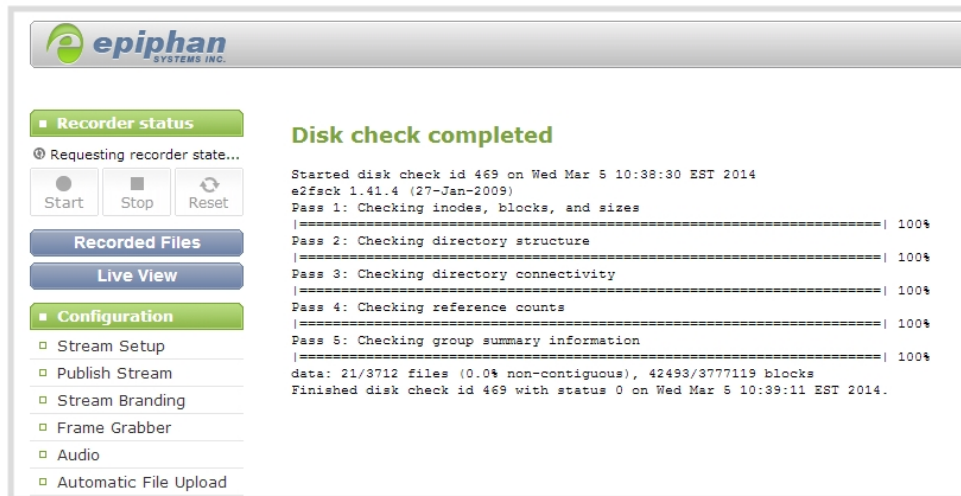 epiphan
SYSTEMS INC.
Recorder status
Requesting recorder state...
Start Stop Reset
Recorded Files
Live View
Configuration
Stream Setup
Publish Stream
Stream Branding
Frame Grabber
Audio
Automatic File Upload
Disk check completed
Started disk check id 469 on Wed Mar 5 10:38:30 EST 2014
e2fsck 1.41.4 (27-Jan-2009)
Pass 1: Checking inodes, blocks, and sizes
|=======================================================================| 100%
Pass 2: Checking directory structure
|=======================================================================| 100%
Pass 3: Checking directory connectivity
|=======================================================================| 100%
Pass 4: Checking reference counts
|=======================================================================| 100%
Pass 5: Checking group summary information
|=======================================================================| 100%
data: 21/3712 files (0.0% non-contiguous), 42493/3777119 blocks
Finished disk check id 469 with status 0 on Wed Mar 5 10:39:11 EST 2014.